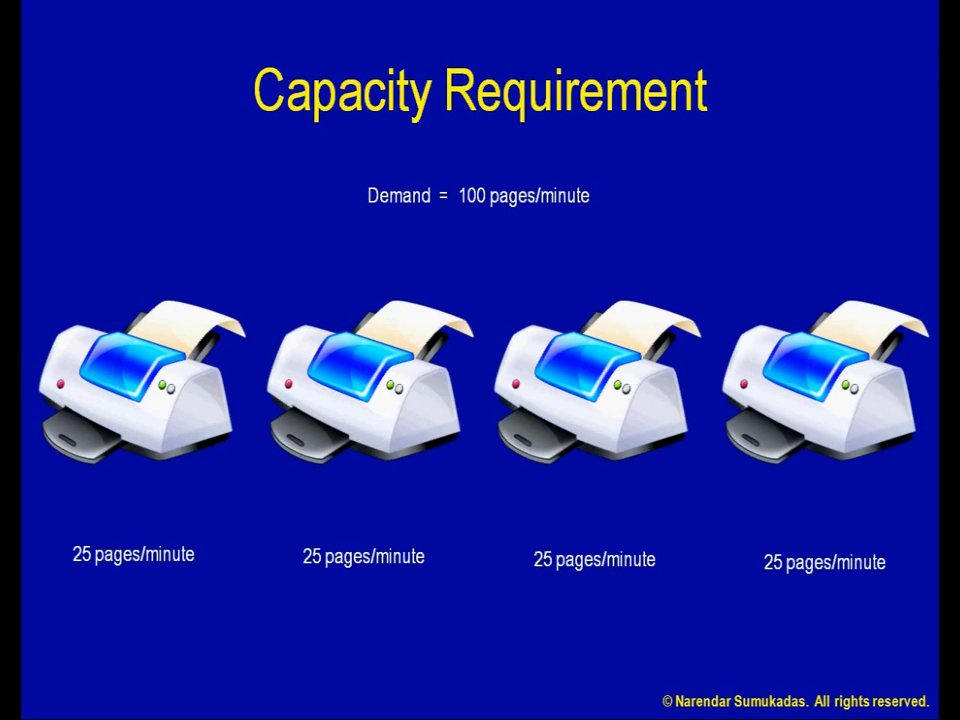 Capacity Requirement
Demand = 100 pages/minute
25 pages/minute
25 pages/minute
25 pages/minute
25 pages/minute
© Narendar Sumukadas. All rights reserved.